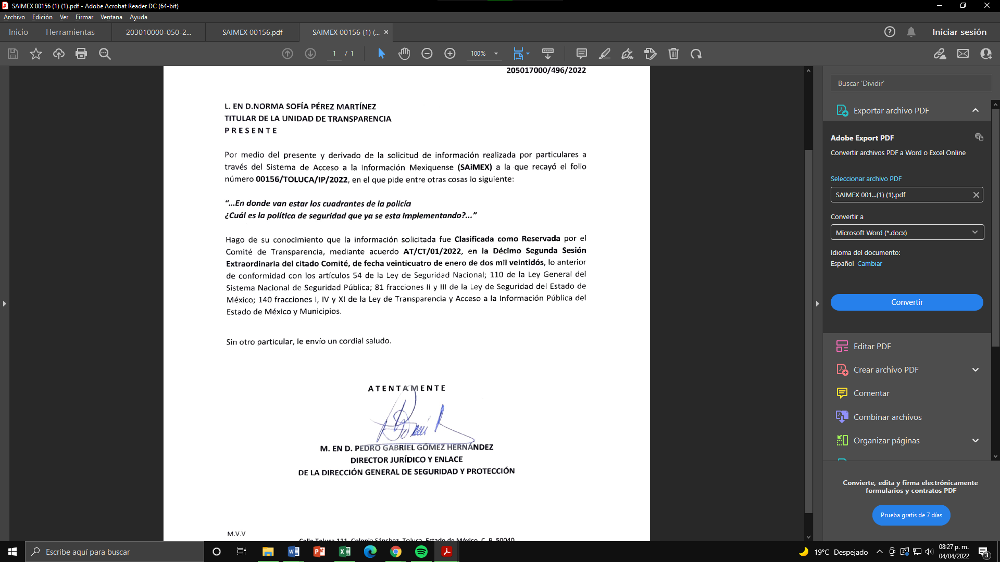 SAIMEX 00156 (1) (1).pdf - Adobe Acrobat Reader DC (64-bit)
Archivo Edición Ver Firmar Ventana Ayuda
Inicio Herramientas 203010000-050-2... SAIMEX 00156.pdf SAIMEX 00156 (1) (... Iniciar sesión
1 / 1 100%
205017000/496/2022
L. EN D.NORMA SOFÍA PÉREZ MARTÍNEZ
TITULAR DE LA UNIDAD DE TRANSPARENCIA
P R E S E N T E
Por medio del presente y derivado de la solicitud de información realizada por particulares a
través del Sistema de Acceso a la Información Mexiquense (SAiMEX) a la que recayó el folio
número 00156/TOLUCA/IP/2022, en el que pide entre otras cosas lo siguiente:
“...En donde van estar los cuadrantes de la policía
¿Cuál es la política de seguridad que ya se esta implementando?...”
Hago de su conocimiento que la información solicitada fue Clasificada como Reservada por el
Comité de Transparencia, mediante acuerdo AT/CT/01/2022, en la Décimo Segunda Sesión
Extraordinaria del citado Comité, de fecha veinticuatro de enero de dos mil veintidós, lo anterior
de conformidad con los artículos 54 de la Ley de Seguridad Nacional; 110 de la Ley General del
Sistema Nacional de Seguridad Pública; 81 fracciones II y III de la Ley de Seguridad del Estado de
México; 140 fracciones I, IV y XI de la Ley de Transparencia y Acceso a la Información Pública del
Estado de México y Municipios.
Sin otro particular, le envío un cordial saludo.
A T E N T A M E N T E
M. EN D. PEDRO GABRIEL GÓMEZ HERNÁNDEZ
DIRECTOR JURÍDICO Y ENLACE
DE LA DIRECCIÓN GENERAL DE SEGURIDAD Y PROTECCIÓN
M.V.V
Calle Toluca 111, Colonia Sánchez, Toluca, Estado de México, C. P. 50040
Buscar 'Dividir'
Exportar archivo PDF
Adobe Export PDF
Convertir archivos PDF a Word o Excel Online
Seleccionar archivo PDF
SAIMEX 001...(1) (1).pdf
Convertir a
Microsoft Word (*.docx)
Idioma del documento:
Español Cambiar
Convertir
Editar PDF
Crear archivo PDF
Comentar
Combinar archivos
Organizar páginas
Convierte, edita y firma electrónicamente
formularios y contratos PDF
Prueba gratis de 7 días
Escribe aquí para buscar
19°C Despejado
08:27 p. m.
04/04/2022
3